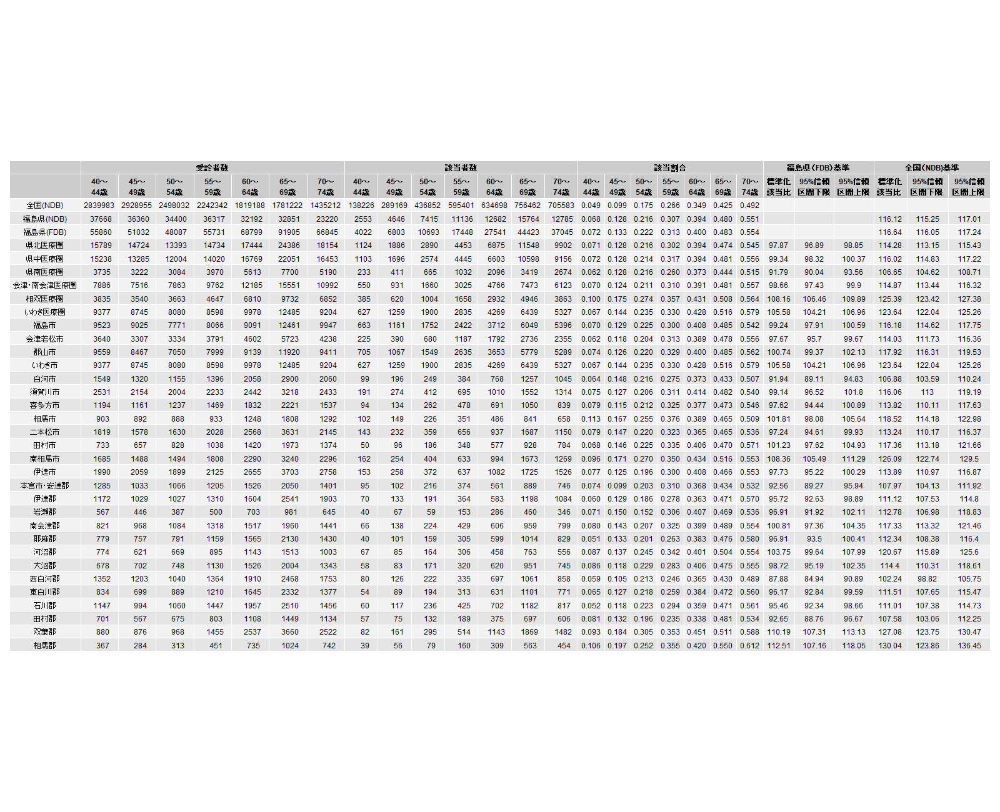 受診者数 該当者数 該当割合 福島県（FDB）基準 全国（NDB)基準
40～44歳 45～49歳 50～54歳 55～59歳 60～64歳 65～69歳 70～74歳 40～44歳 45～49歳 50～54歳 55～59歳 60～64歳 65～69歳 70～74歳 40～44歳 45～49歳 50～54歳 55～59歳 60～64歳 65～69歳 70～74歳 標準化該当比 95%信頼区間下限 95%信頼区間上限 標準化該当比 95%信頼区間下限 95%信頼区間上限
全国(NDB) 2839983 2928955 2498032 2242342 1819188 1781222 1435212 138226 289169 436852 595401 634698 756462 705583 0.049 0.099 0.175 0.266 0.349 0.425 0.492
福島県(NDB) 37668 36360 34400 36317 32192 32851 23220 2553 4646 7415 11136 12682 15764 12785 0.068 0.128 0.216 0.307 0.394 0.480 0.551 116.12 115.25 117.01
福島県(FDB) 55860 51032 48087 55731 68799 91905 66845 4022 6803 10693 17448 27541 44423 37045 0.072 0.133 0.222 0.313 0.400 0.483 0.554 116.64 116.05 117.24
県北医療圏 15789 14724 13393 14734 17444 24386 18154 1124 1886 2890 4453 6875 11548 9902 0.071 0.128 0.216 0.302 0.394 0.474 0.545 97.87 96.89 98.85 114.28 113.15 115.43
県中医療圏 15238 13285 12004 14020 16769 22051 16453 1103 1696 2574 4445 6603 10598 9156 0.072 0.128 0.214 0.317 0.394 0.481 0.556 99.34 98.32 100.37 116.02 114.83 117.22
県南医療圏 3735 3222 3084 3970 5613 7700 5190 233 411 665 1032 2096 3419 2674 0.062 0.128 0.216 0.260 0.373 0.444 0.515 91.79 90.04 93.56 106.65 104.62 108.71
会津・南会津医療圏 7886 7516 7863 9762 12185 15551 10992 550 931 1660 3025 4766 7473 6123 0.070 0.124 0.211 0.310 0.391 0.481 0.557 98.66 97.43 99.9 114.87 113.44 116.32
相双医療圏 3835 3540 3663 4647 6810 9732 6852 385 620 1004 1658 2932 4946 3863 0.100 0.175 0.274 0.357 0.431 0.508 0.564 108.16 106.46 109.89 125.39 123.42 127.38
いわき医療圏 9377 8745 8080 8598 9978 12485 9204 627 1259 1900 2835 4269 6439 5327 0.067 0.144 0.235 0.330 0.428 0.516 0.579 105.58 104.21 106.96 123.64 122.04 125.26
福島市 9523 9025 7771 8066 9091 12461 9947 663 1161 1752 2422 3712 6049 5396 0.070 0.129 0.225 0.300 0.408 0.485 0.542 99.24 97.91 100.59 116.18 114.62 117.75
会津若松市 3640 3307 3334 3791 4602 5723 4238 225 390 680 1187 1792 2736 2355 0.062 0.118 0.204 0.313 0.389 0.478 0.556 97.67 95.7 99.67 114.03 111.73 116.36
郡山市 9559 8467 7050 7999 9139 11920 9411 705 1067 1549 2635 3653 5779 5289 0.074 0.126 0.220 0.329 0.400 0.485 0.562 100.74 99.37 102.13 117.92 116.31 119.53
いわき市 9377 8745 8080 8598 9978 12485 9204 627 1259 1900 2835 4269 6439 5327 0.067 0.144 0.235 0.330 0.428 0.516 0.579 105.58 104.21 106.96 123.64 122.04 125.26
白河市 1549 1320 1155 1396 2058 2900 2060 99 196 249 384 768 1257 1045 0.064 0.148 0.216 0.275 0.373 0.433 0.507 91.94 89.11 94.83 106.88 103.59 110.24
須賀川市 2531 2154 2004 2233 2442 3218 2433 191 274 412 695 1010 1552 1314 0.075 0.127 0.206 0.311 0.414 0.482 0.540 99.14 96.52 101.8 116.06 113 119.19
喜多方市 1194 1161 1237 1469 1832 2221 1537 94 134 262 478 691 1050 839 0.079 0.115 0.212 0.325 0.377 0.473 0.546 97.62 94.44 100.89 113.82 110.11 117.63
相馬市 903 892 888 933 1248 1808 1292 102 149 226 351 486 841 658 0.113 0.167 0.255 0.376 0.389 0.465 0.509 101.81 98.08 105.64 118.52 114.18 122.98
二本松市 1819 1578 1630 2028 2568 3631 2145 143 232 359 656 937 1687 1150 0.079 0.147 0.220 0.323 0.365 0.465 0.536 97.24 94.61 99.93 113.24 110.17 116.37
田村市 733 657 828 1038 1420 1973 1374 50 96 186 348 577 928 784 0.068 0.146 0.225 0.335 0.406 0.470 0.571 101.23 97.62 104.93 117.36 113.18 121.66
南相馬市 1685 1488 1494 1808 2290 3240 2296 162 254 404 633 994 1673 1269 0.096 0.171 0.270 0.350 0.434 0.516 0.553 108.36 105.49 111.29 126.09 122.74 129.5
伊達市 1990 2059 1899 2125 2655 3703 2758 153 258 372 637 1082 1725 1526 0.077 0.125 0.196 0.300 0.408 0.466 0.553 97.73 95.22 100.29 113.89 110.97 116.87
本宮市・安達郡 1285 1033 1066 1205 1526 2050 1401 95 102 216 374 561 889 746 0.074 0.099 0.203 0.310 0.368 0.434 0.532 92.56 89.27 95.94 107.97 104.13 111.92
伊達郡 1172 1029 1027 1310 1604 2541 1903 70 133 191 364 583 1198 1084 0.060 0.129 0.186 0.278 0.363 0.471 0.570 95.72 92.63 98.89 111.12 107.53 114.8
岩瀬郡 567 446 387 500 703 981 645 40 67 59 153 286 460 346 0.071 0.150 0.152 0.306 0.407 0.469 0.536 96.91 91.92 102.11 112.78 106.98 118.83
南会津郡 821 968 1084 1318 1517 1960 1441 66 138 224 429 606 959 799 0.080 0.143 0.207 0.325 0.399 0.489 0.554 100.81 97.36 104.35 117.33 113.32 121.46
耶麻郡 779 757 791 1159 1565 2130 1430 40 101 159 305 599 1014 829 0.051 0.133 0.201 0.263 0.383 0.476 0.580 96.91 93.5 100.41 112.34 108.38 116.4
河沼郡 774 621 669 895 1143 1513 1003 67 85 164 306 458 763 556 0.087 0.137 0.245 0.342 0.401 0.504 0.554 103.75 99.64 107.99 120.67 115.89 125.6
大沼郡 678 702 748 1130 1526 2004 1343 58 83 171 320 620 951 745 0.086 0.118 0.229 0.283 0.406 0.475 0.555 98.72 95.19 102.35 114.4 110.31 118.61
西白河郡 1352 1203 1040 1364 1910 2468 1753 80 126 222 335 697 1061 858 0.059 0.105 0.213 0.246 0.365 0.430 0.489 87.88 84.94 90.89 102.24 98.82 105.75
東白川郡 834 699 889 1210 1645 2332 1377 54 89 194 313 631 1101 771 0.065 0.127 0.218 0.259 0.384 0.472 0.560 96.17 92.84 99.59 111.51 107.65 115.47
石川郡 1147 994 1060 1447 1957 2510 1456 60 117 236 425 702 1182 817 0.052 0.118 0.223 0.294 0.359 0.471 0.561 95.46 92.34 98.66 111.01 107.38 114.73
田村郡 701 567 675 803 1108 1449 1134 57 75 132 189 375 697 606 0.081 0.132 0.196 0.235 0.338 0.481 0.534 92.65 88.76 96.67 107.58 103.06 112.25
双葉郡 880 876 968 1455 2537 3660 2522 82 161 295 514 1143 1869 1482 0.093 0.184 0.305 0.353 0.451 0.511 0.588 110.19 107.31 113.13 127.08 123.75 130.47
相馬郡 367 284 313 451 735 1024 742 39 56 79 160 309 563 454 0.106 0.197 0.252 0.355 0.420 0.550 0.612 112.51 107.16 118.05 130.04 123.86 136.45